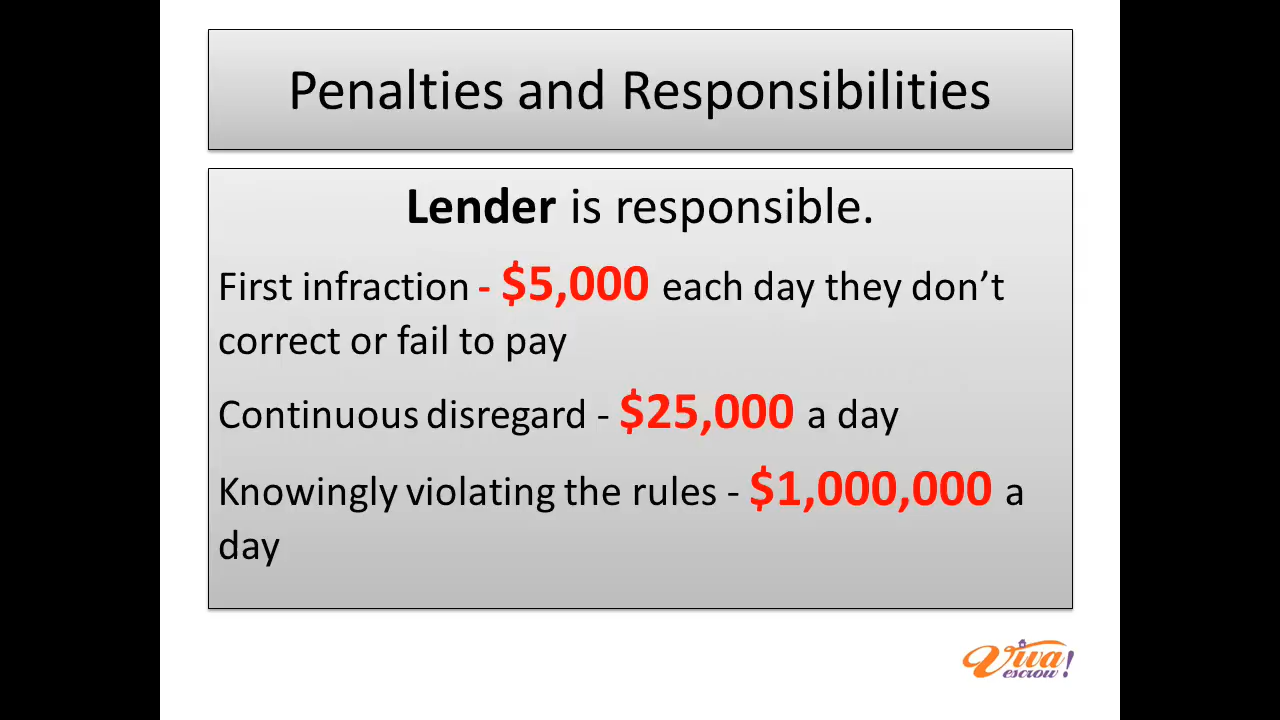 Penalties and Responsibilities
Lender is responsible.
First infraction - $5,000 each day they don’t
correct or fail to pay
Continuous disregard - $25,000 a day
Knowingly violating the rules - $1,000,000 a
day
Viva
escrow!